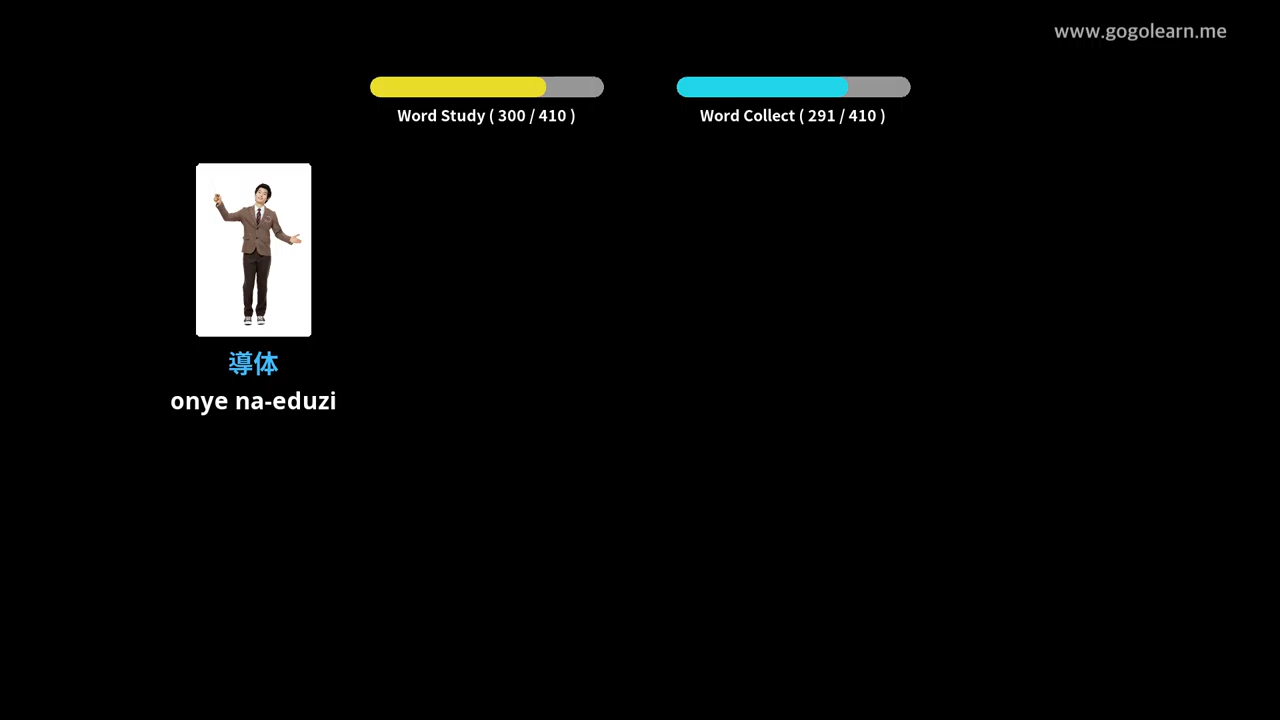 www.gogolearn.me
Word Study ( 300 / 410 )
Word Collect ( 291 / 410 )
導体
onye na-eduzi